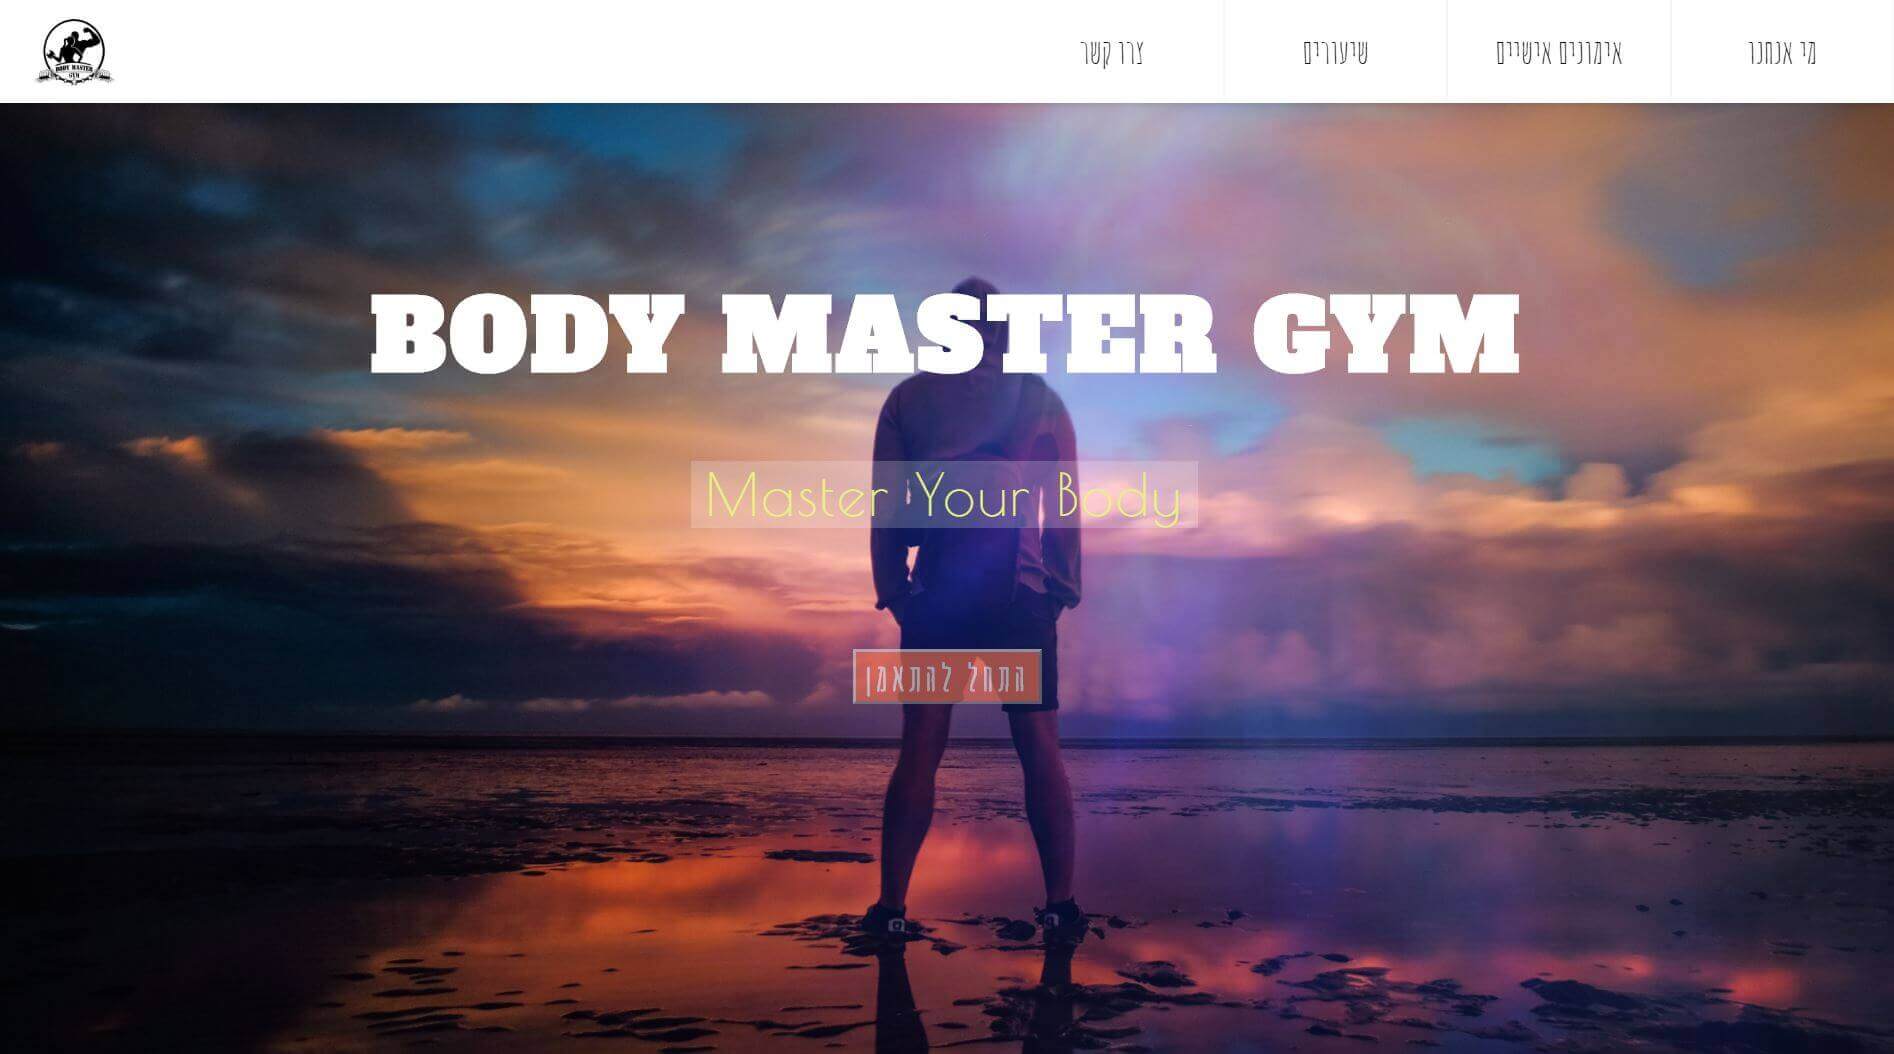 BODY MASTER
GYM
מי אנחנו
אימונים אישיים
שיעורים
צרו קשר
BODY MASTER GYM
Master Your Body
התחל להתאמן